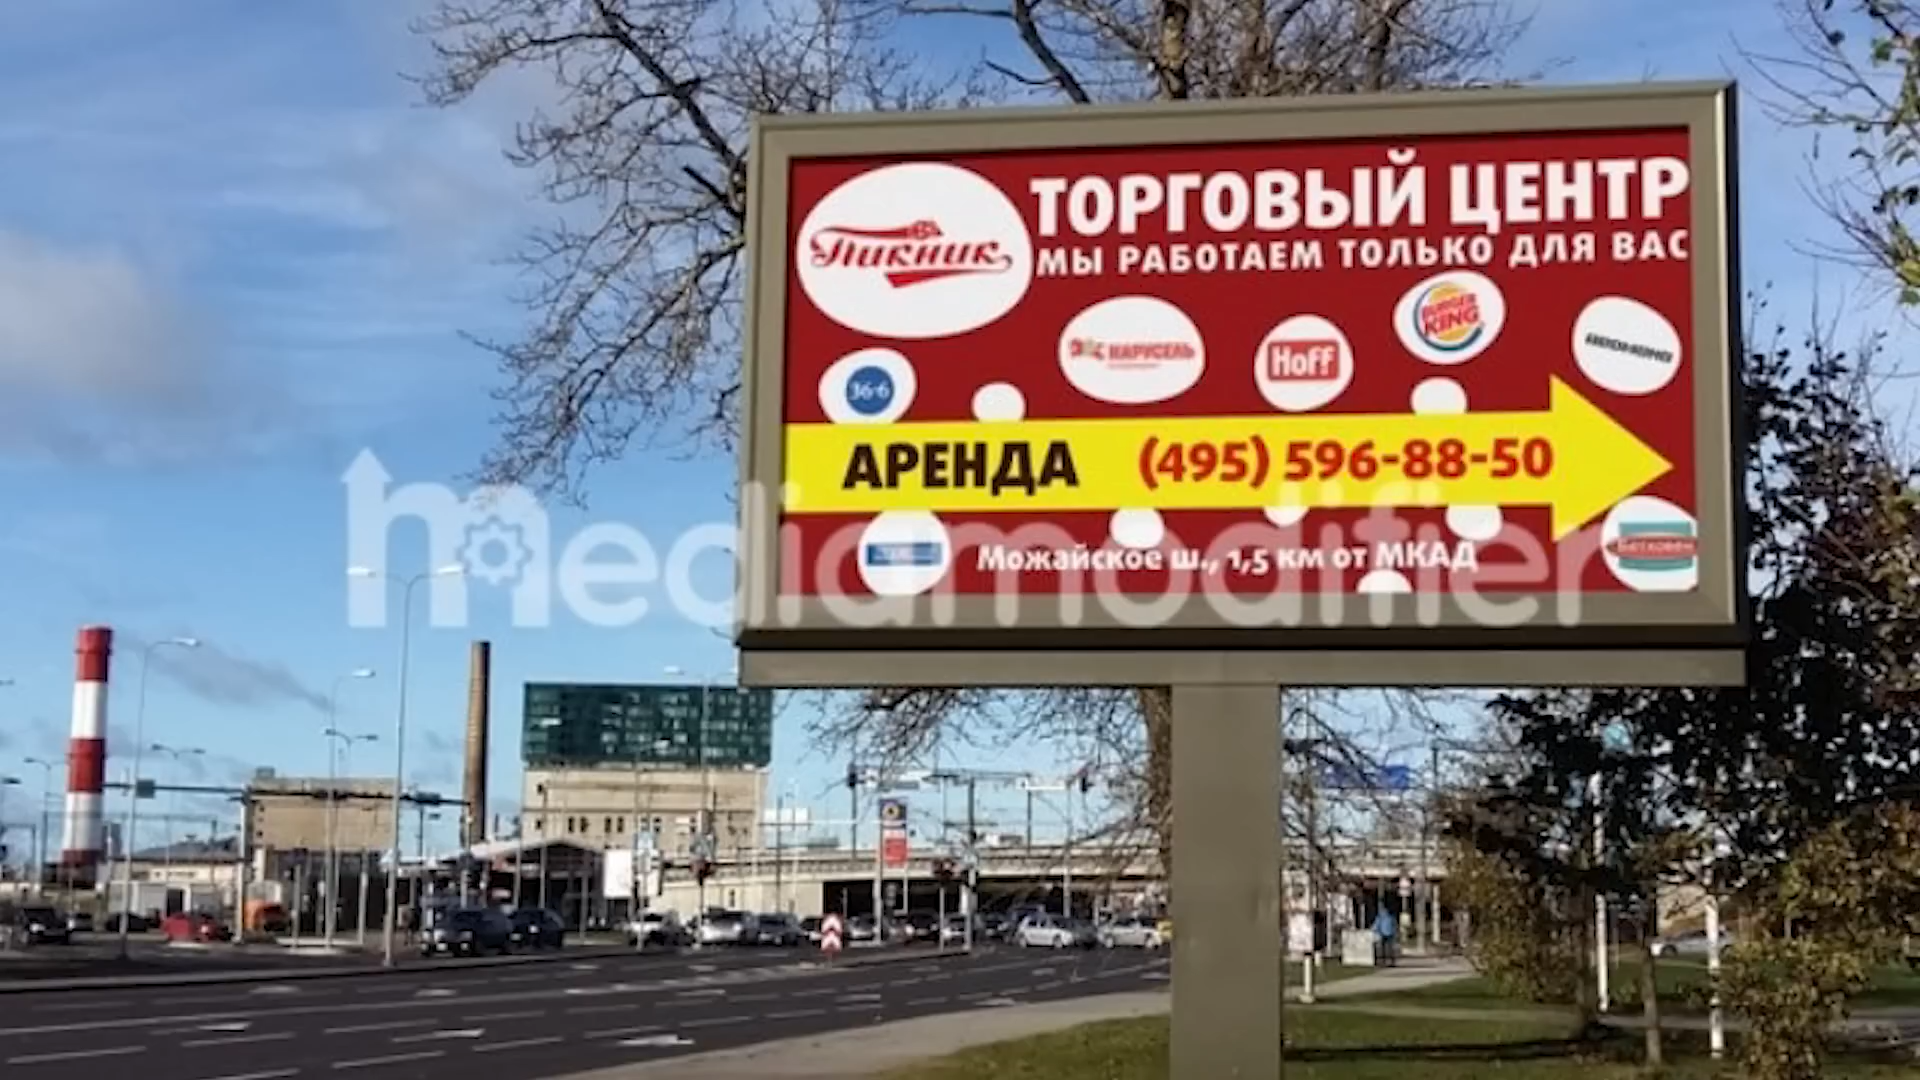 Пикник
ТОРГОВЫЙ ЦЕНТР
МЫ РАБОТАЕМ ТОЛЬКО ДЛЯ ВАС
36·6
КАРУСЕЛЬ
Hoff
BURGER
KING
АРЕНДА (495) 596-88-50
Можайское ш., 1,5 км от МКАД
Бетховен
mediamodifier